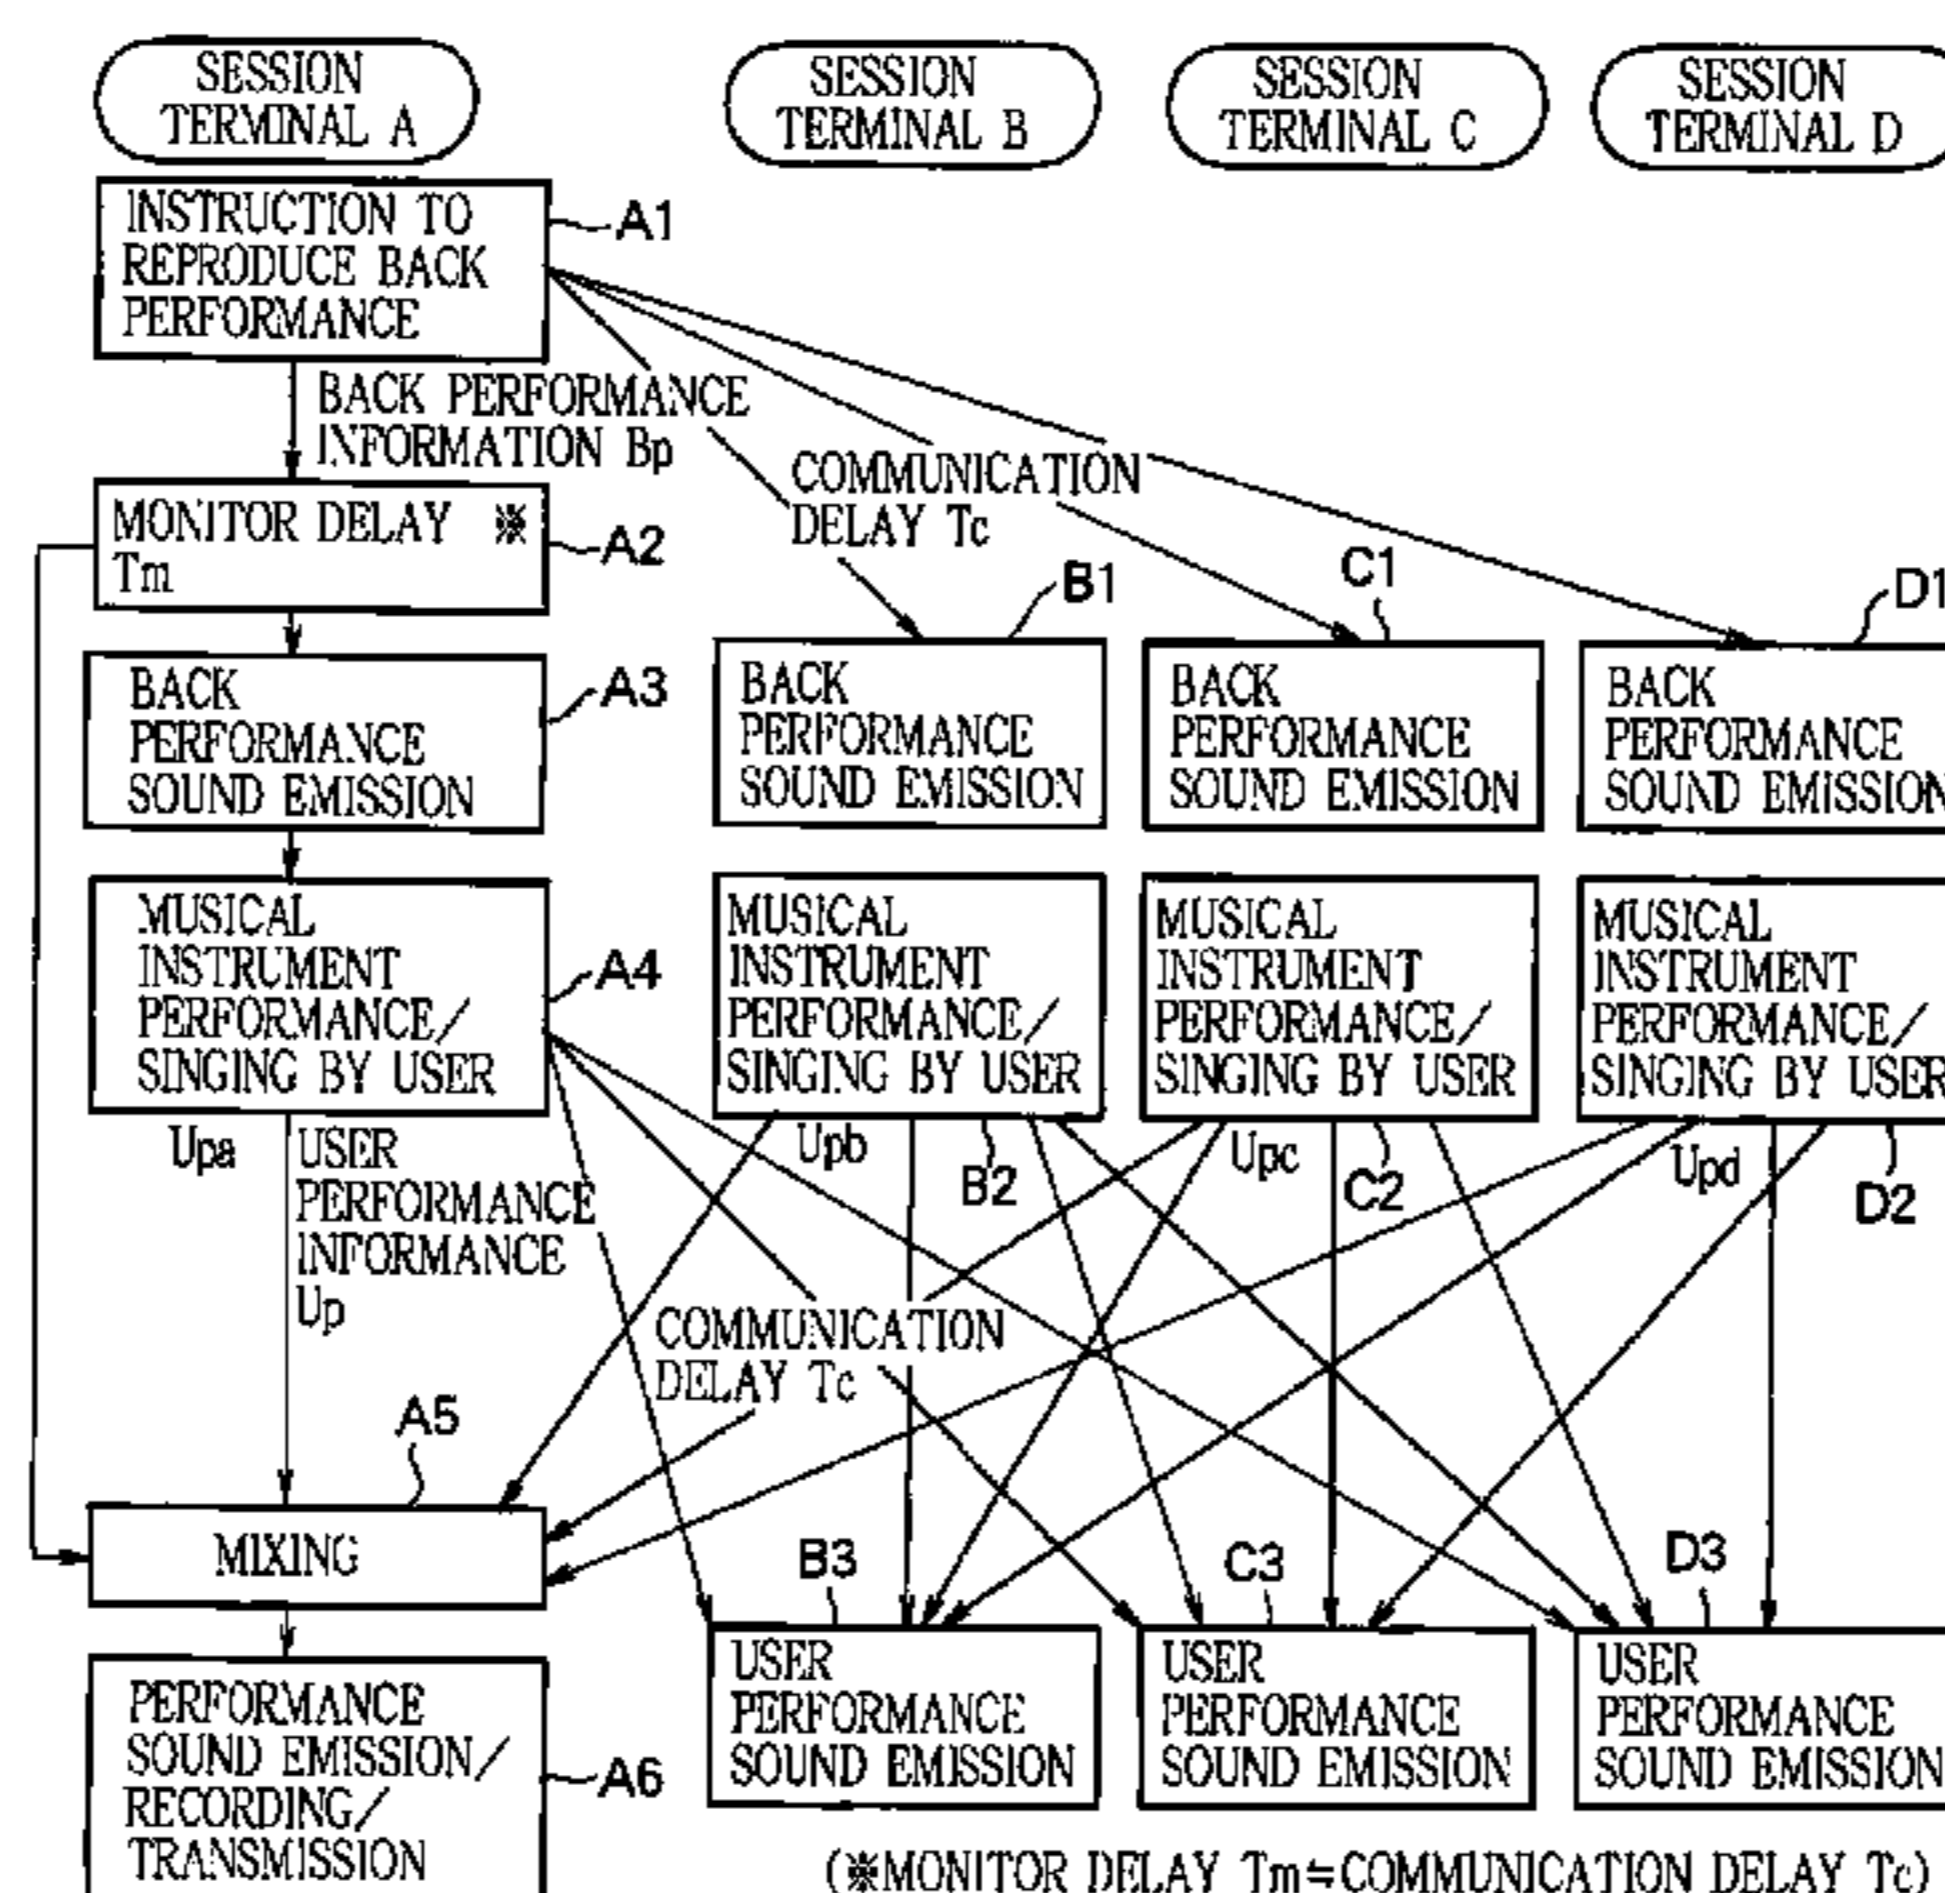 SESSION
TERMINAL A
SESSION
TERMINAL B
SESSION
TERMINAL C
SESSION
TERMINAL D
INSTRUCTION TO
REPRODUCE BACK
PERFORMANCE
A1
BACK PERFORMANCE
INFORMATION Bp
COMMUNICATION
DELAY Tc
MONITOR DELAY ※
Tm
A2
B1
C1
D1
BACK
PERFORMANCE
SOUND EMISSION
A3
BACK
PERFORMANCE
SOUND EMISSION
BACK
PERFORMANCE
SOUND EMISSION
BACK
PERFORMANCE
SOUND EMISSION
MUSICAL
INSTRUMENT
PERFORMANCE/
SINGING BY USER
A4
MUSICAL
INSTRUMENT
PERFORMANCE/
SINGING BY USER
MUSICAL
INSTRUMENT
PERFORMANCE/
SINGING BY USER
MUSICAL
INSTRUMENT
PERFORMANCE/
SINGING BY USER
Upa
USER
PERFORMANCE
INFORMANCE
Up
Upb
B2
Upc
C2
Upd
D2
COMMUNICATION
DELAY Tc
A5
MIXING
B3
C3
D3
PERFORMANCE
SOUND EMISSION/
RECORDING/
TRANSMISSION
A6
USER
PERFORMANCE
SOUND EMISSION
USER
PERFORMANCE
SOUND EMISSION
USER
PERFORMANCE
SOUND EMISSION
(※MONITOR DELAY Tm≒COMMUNICATION DELAY Tc)